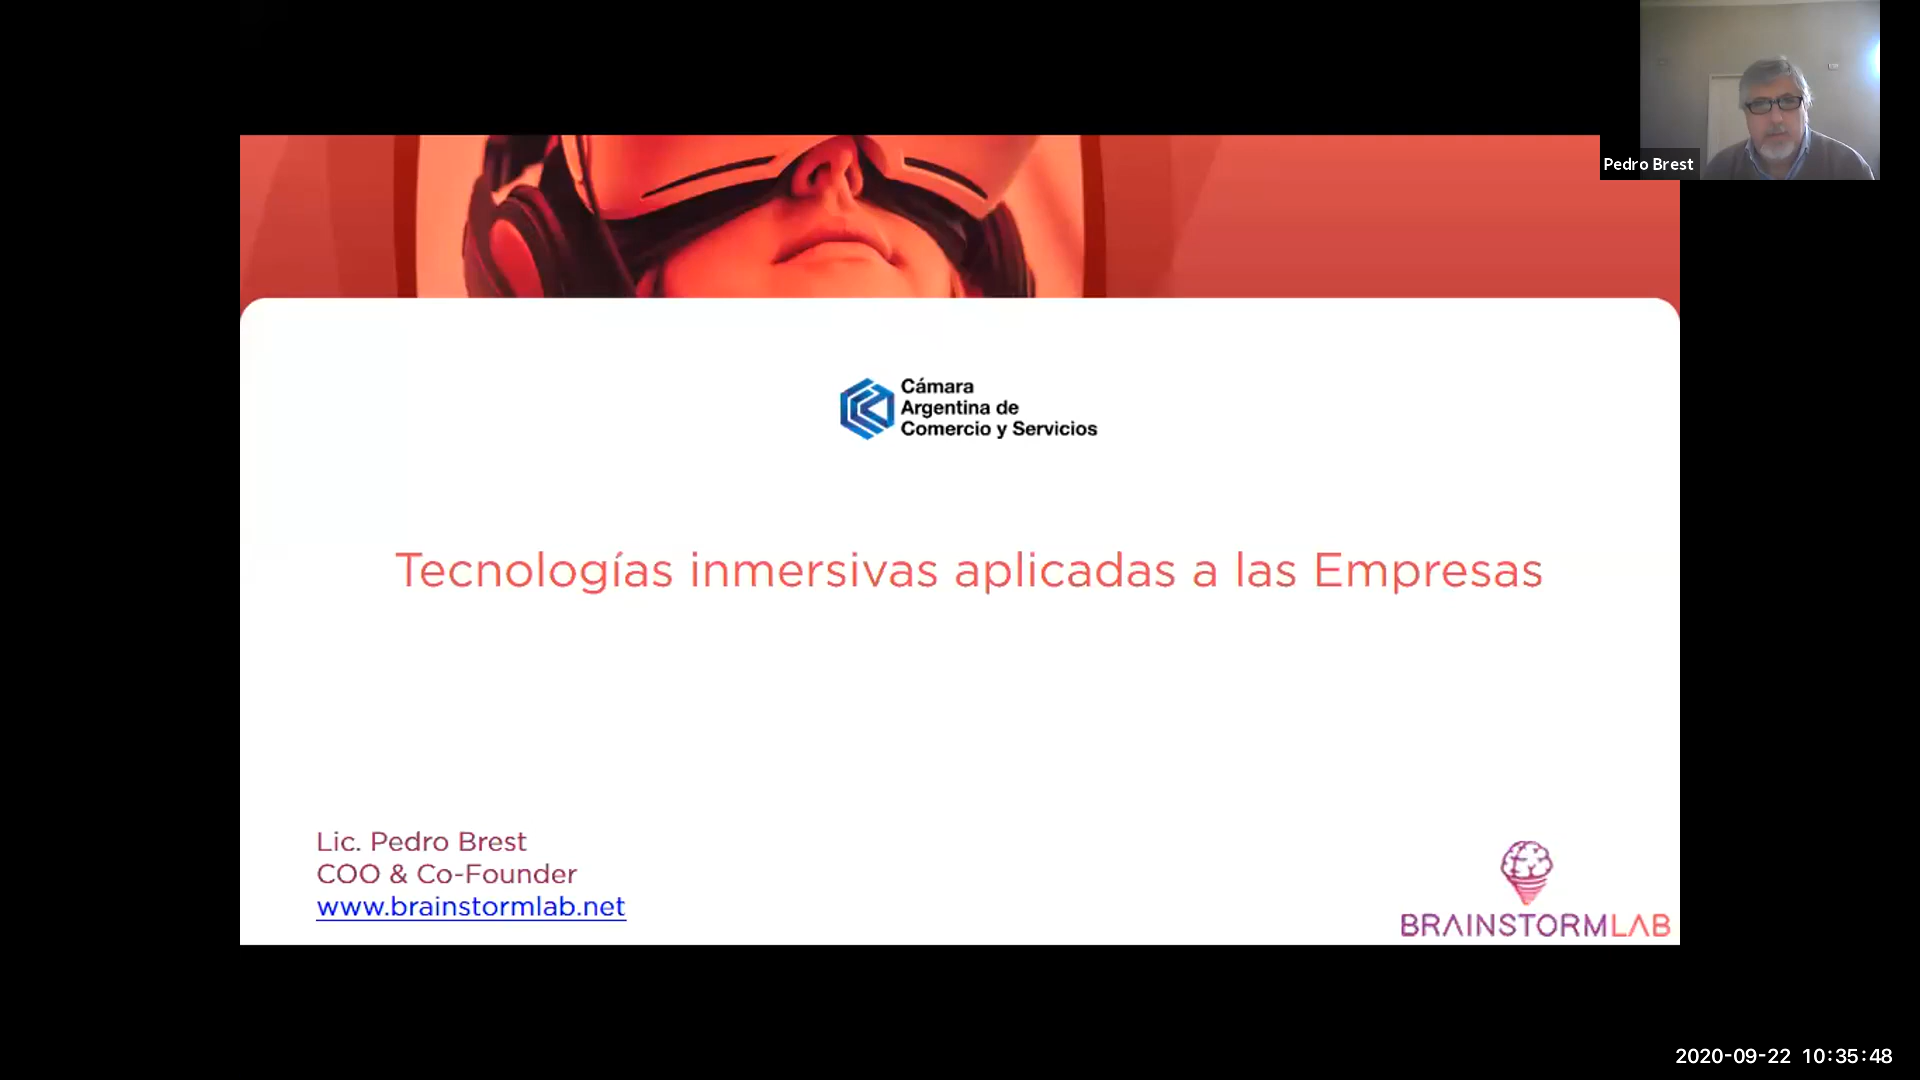 Pedro Brest
Cámara
Argentina de
Comercio y Servicios
Tecnologías inmersivas aplicadas a las Empresas
Lic. Pedro Brest
COO & Co-Founder
www.brainstormlab.net
BRAINSTORMLAB
2020-09-22 10:35:48